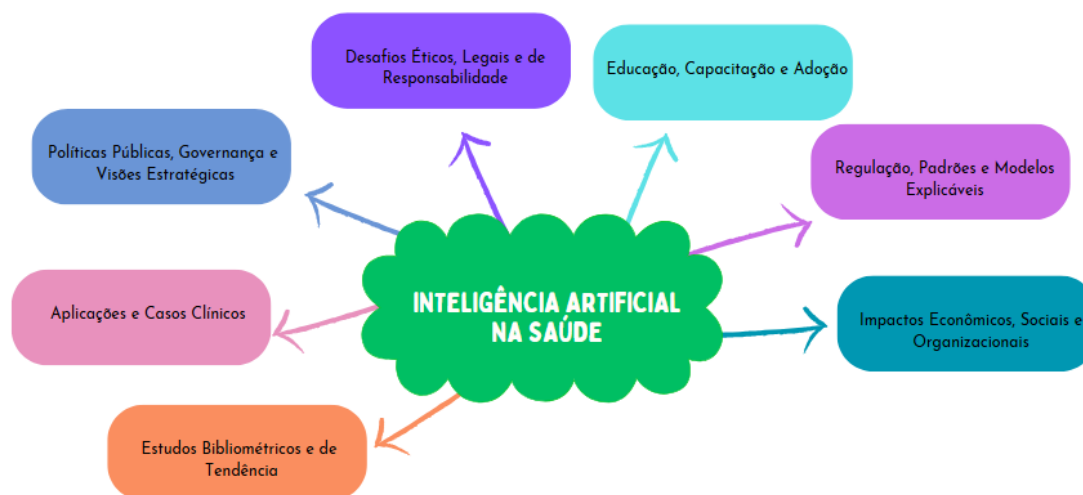 Desafios Éticos, Legais e de
Responsabilidade
Educação, Capacitação e Adoção
Políticas Públicas, Governança e
Visões Estratégicas
Regulação, Padrões e Modelos
Explicáveis
INTELIGÊNCIA ARTIFICIAL
NA SAÚDE
Aplicações e Casos Clínicos
Impactos Econômicos, Sociais e
Organizacionais
Estudos Bibliométricos e de
Tendência